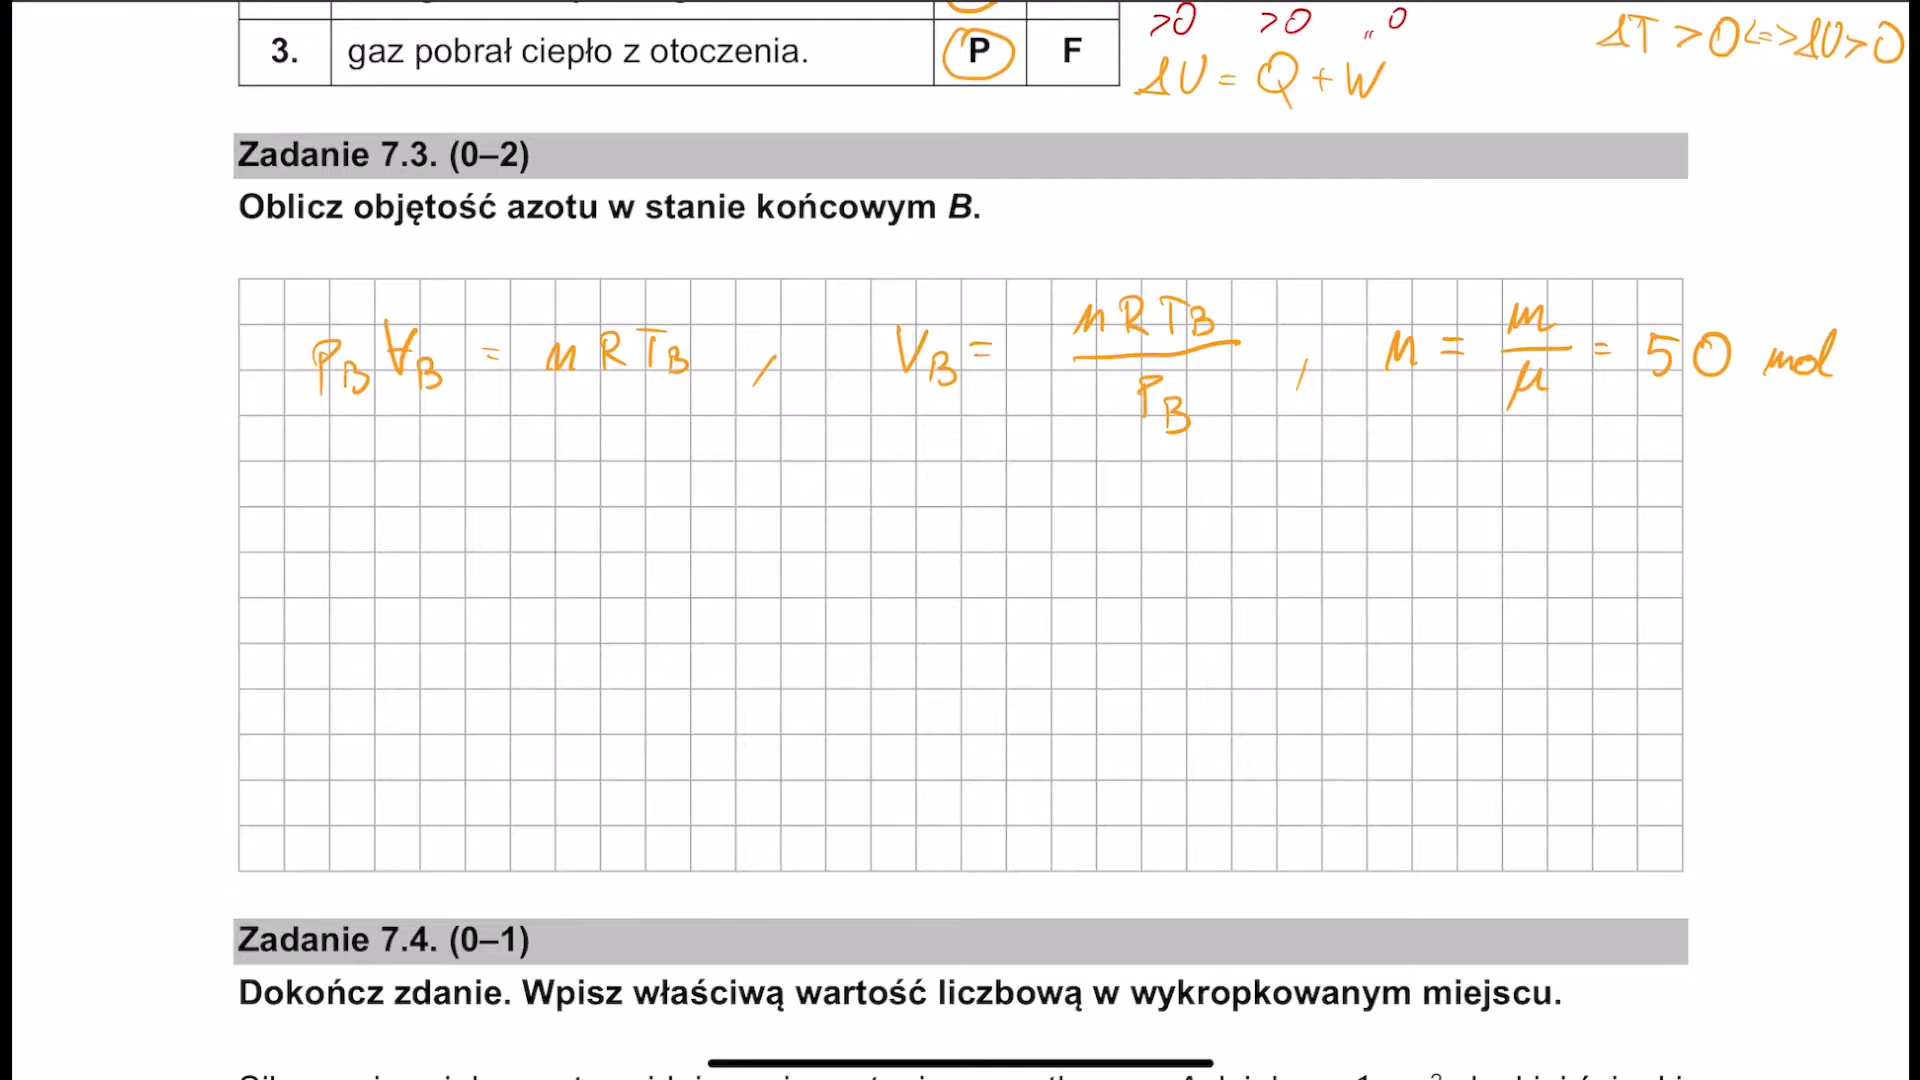 >0 >0 „0
ΔT >0<=>ΔU>0
3. gaz pobrał ciepło z otoczenia. P F
ΔU = Q + W
Zadanie 7.3. (0–2)
Oblicz objętość azotu w stanie końcowym B.
p_B V_B = n R T_B , V_B = n R T_B / p_B , n = m / μ = 50 mol
Zadanie 7.4. (0–1)
Dokończ zdanie. Wpisz właściwą wartość liczbową w wykropkowanym miejscu.